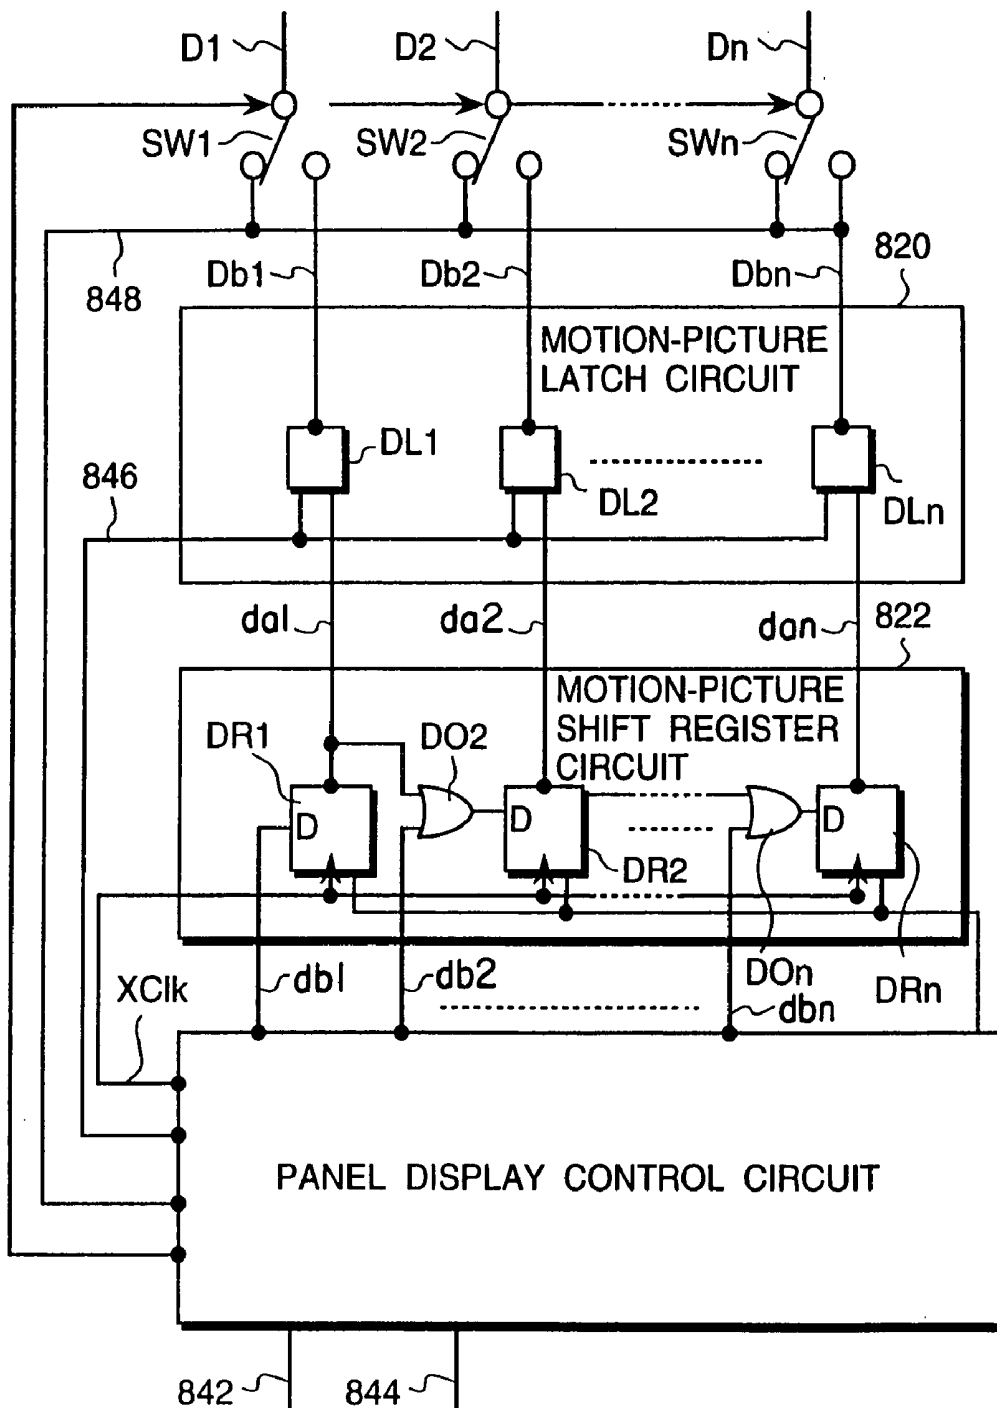 D1 D2 Dn
SW1 SW2 SWn
848 Db1 Db2 Dbn 820
MOTION-PICTURE
LATCH CIRCUIT
DL1
846 DL2 DLn
da1 da2 dan 822
MOTION-PICTURE
SHIFT REGISTER
CIRCUIT
DR1 DO2
D D D
DR2
XClk db1 db2 DOn DRn
dbn
PANEL DISPLAY CONTROL CIRCUIT
842 844